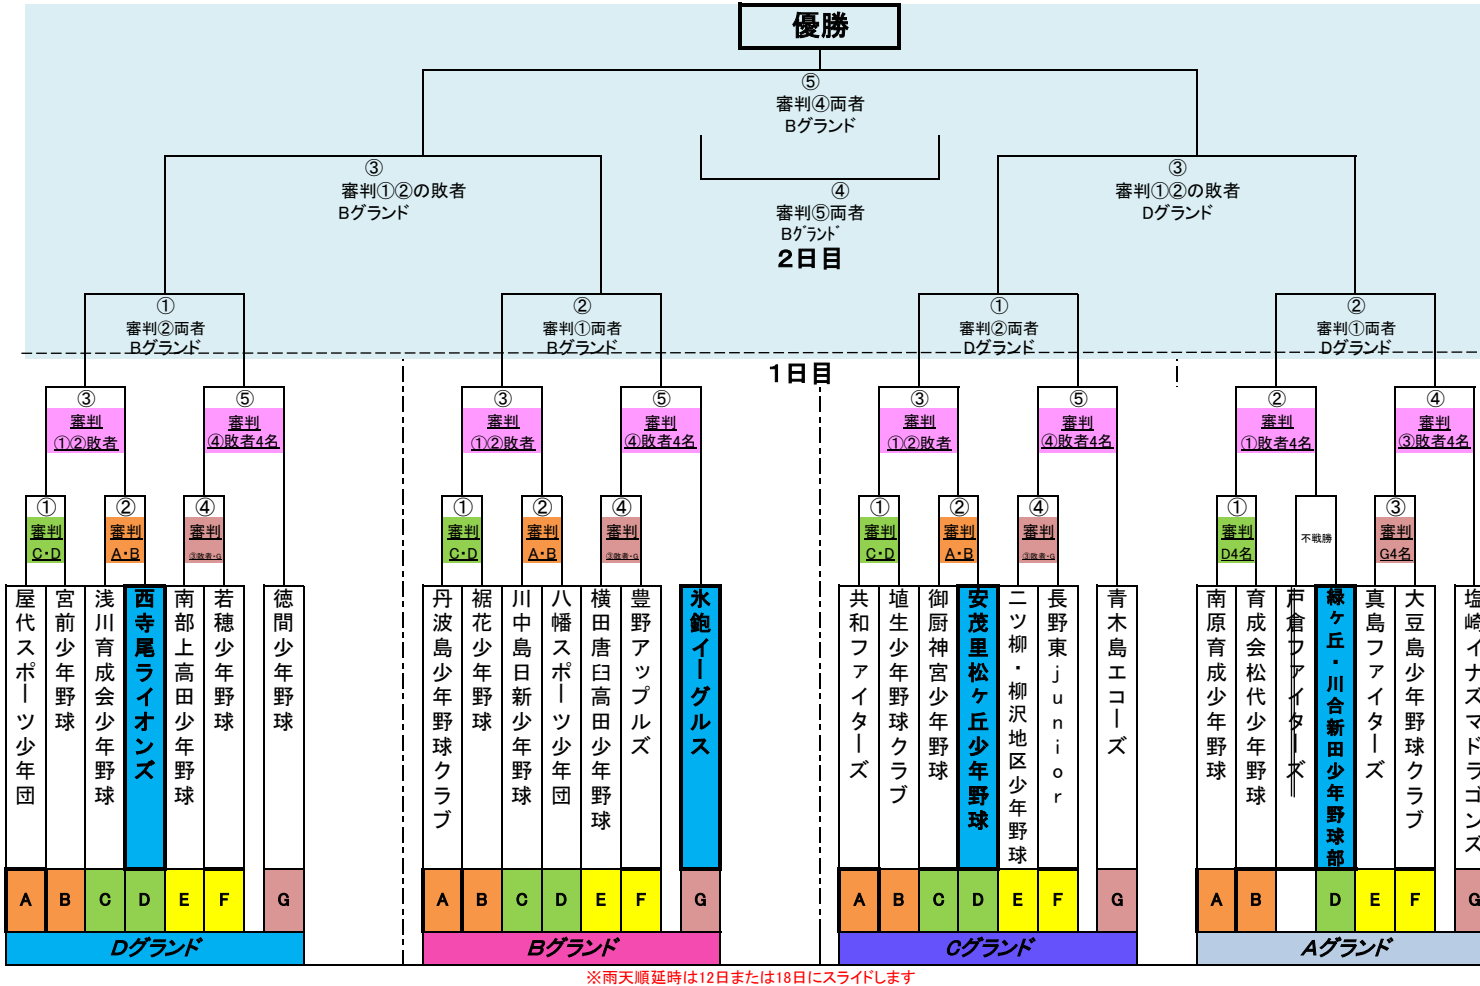 優勝
⑤
審判④両者
Bグランド
③
審判①②の敗者
Bグランド
④
審判⑤両者
Bグランド
2日目
③
審判①②の敗者
Dグランド
①
審判②両者
Bグランド
②
審判①両者
Bグランド
①
審判②両者
Dグランド
②
審判①両者
Dグランド
1日目
③
審判
①②敗者
⑤
審判
④敗者4名
③
審判
①②敗者
⑤
審判
④敗者4名
③
審判
①②敗者
⑤
審判
④敗者4名
②
審判
①敗者4名
④
審判
③敗者4名
①
審判
C・D
②
審判
A・B
④
審判
③敗者・G
①
審判
C・D
②
審判
A・B
④
審判
③敗者・G
①
審判
C・D
②
審判
A・B
④
審判
③敗者・G
①
審判
D4名
不戦勝
③
審判
G4名
屋代スポーツ少年団
宮前少年野球
浅川育成会少年野球
西寺尾ライオンズ
南部上高田少年野球
若穂少年野球
徳間少年野球
丹波島少年野球クラブ
裾花少年野球
川中島日新少年野球
八幡スポーツ少年団
横田唐臼高田少年野球
豊野アップルズ
氷鉋イーグルス
共和ファイターズ
埴生少年野球クラブ
御厨神宮少年野球
安茂里松ケ丘少年野球
二ツ柳・柳沢地区少年野球
長野東junior
青木島エコーズ
南原育成少年野球
育成会松代少年野球
戸倉ファイターズ
緑ヶ丘・川合新田少年野球部
真島ファイターズ
大豆島少年野球クラブ
塩崎イナズマドラゴンズ
A B C D E F G
A B C D E F G
A B C D E F G
A B D E F G
Dグランド
Bグランド
Cグランド
Aグランド
※雨天順延時は12日または18日にスライドします